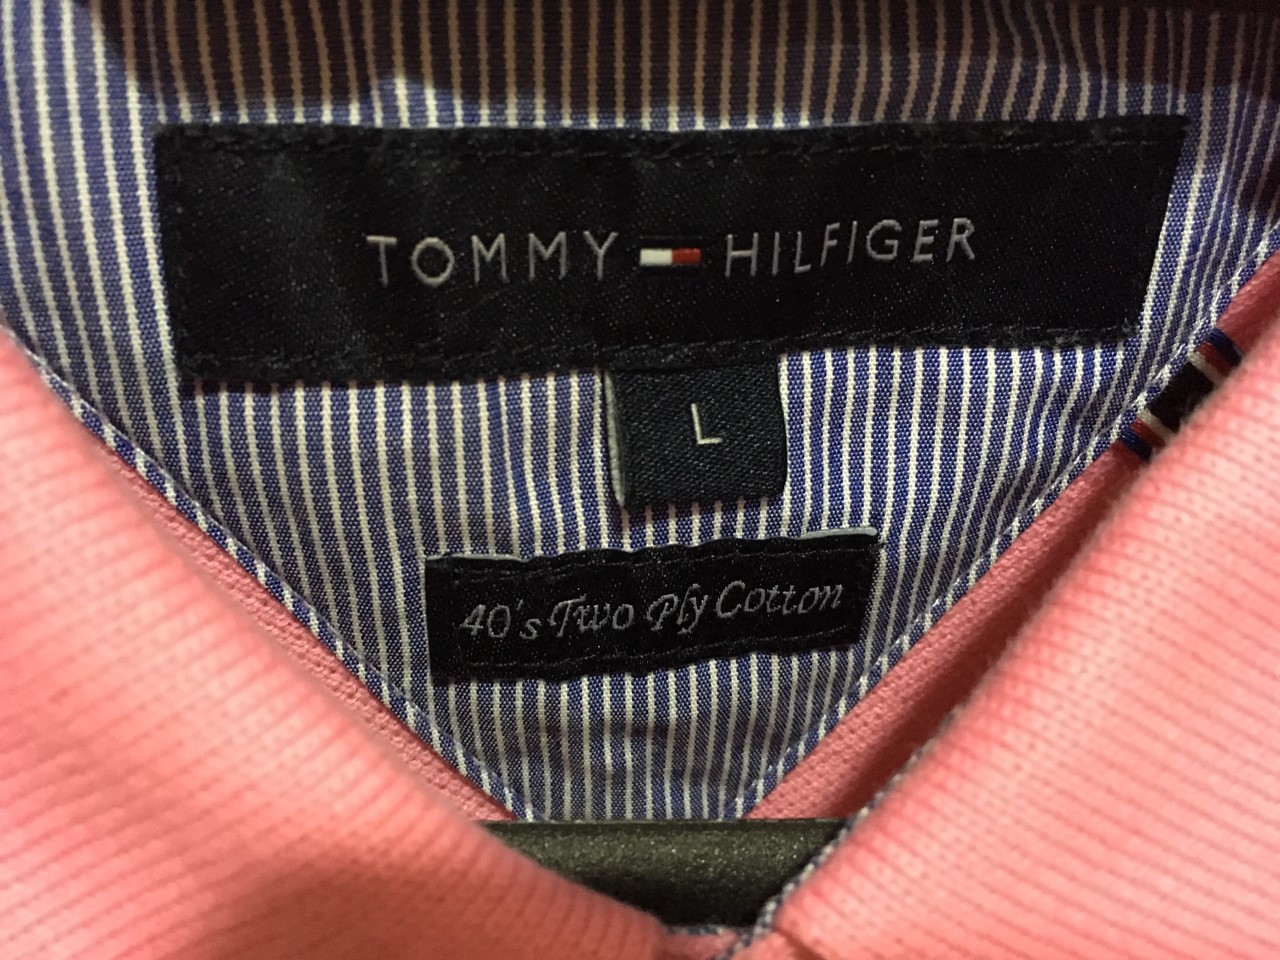 TOMMY HILFIGER
L
40's Two Ply Cotton